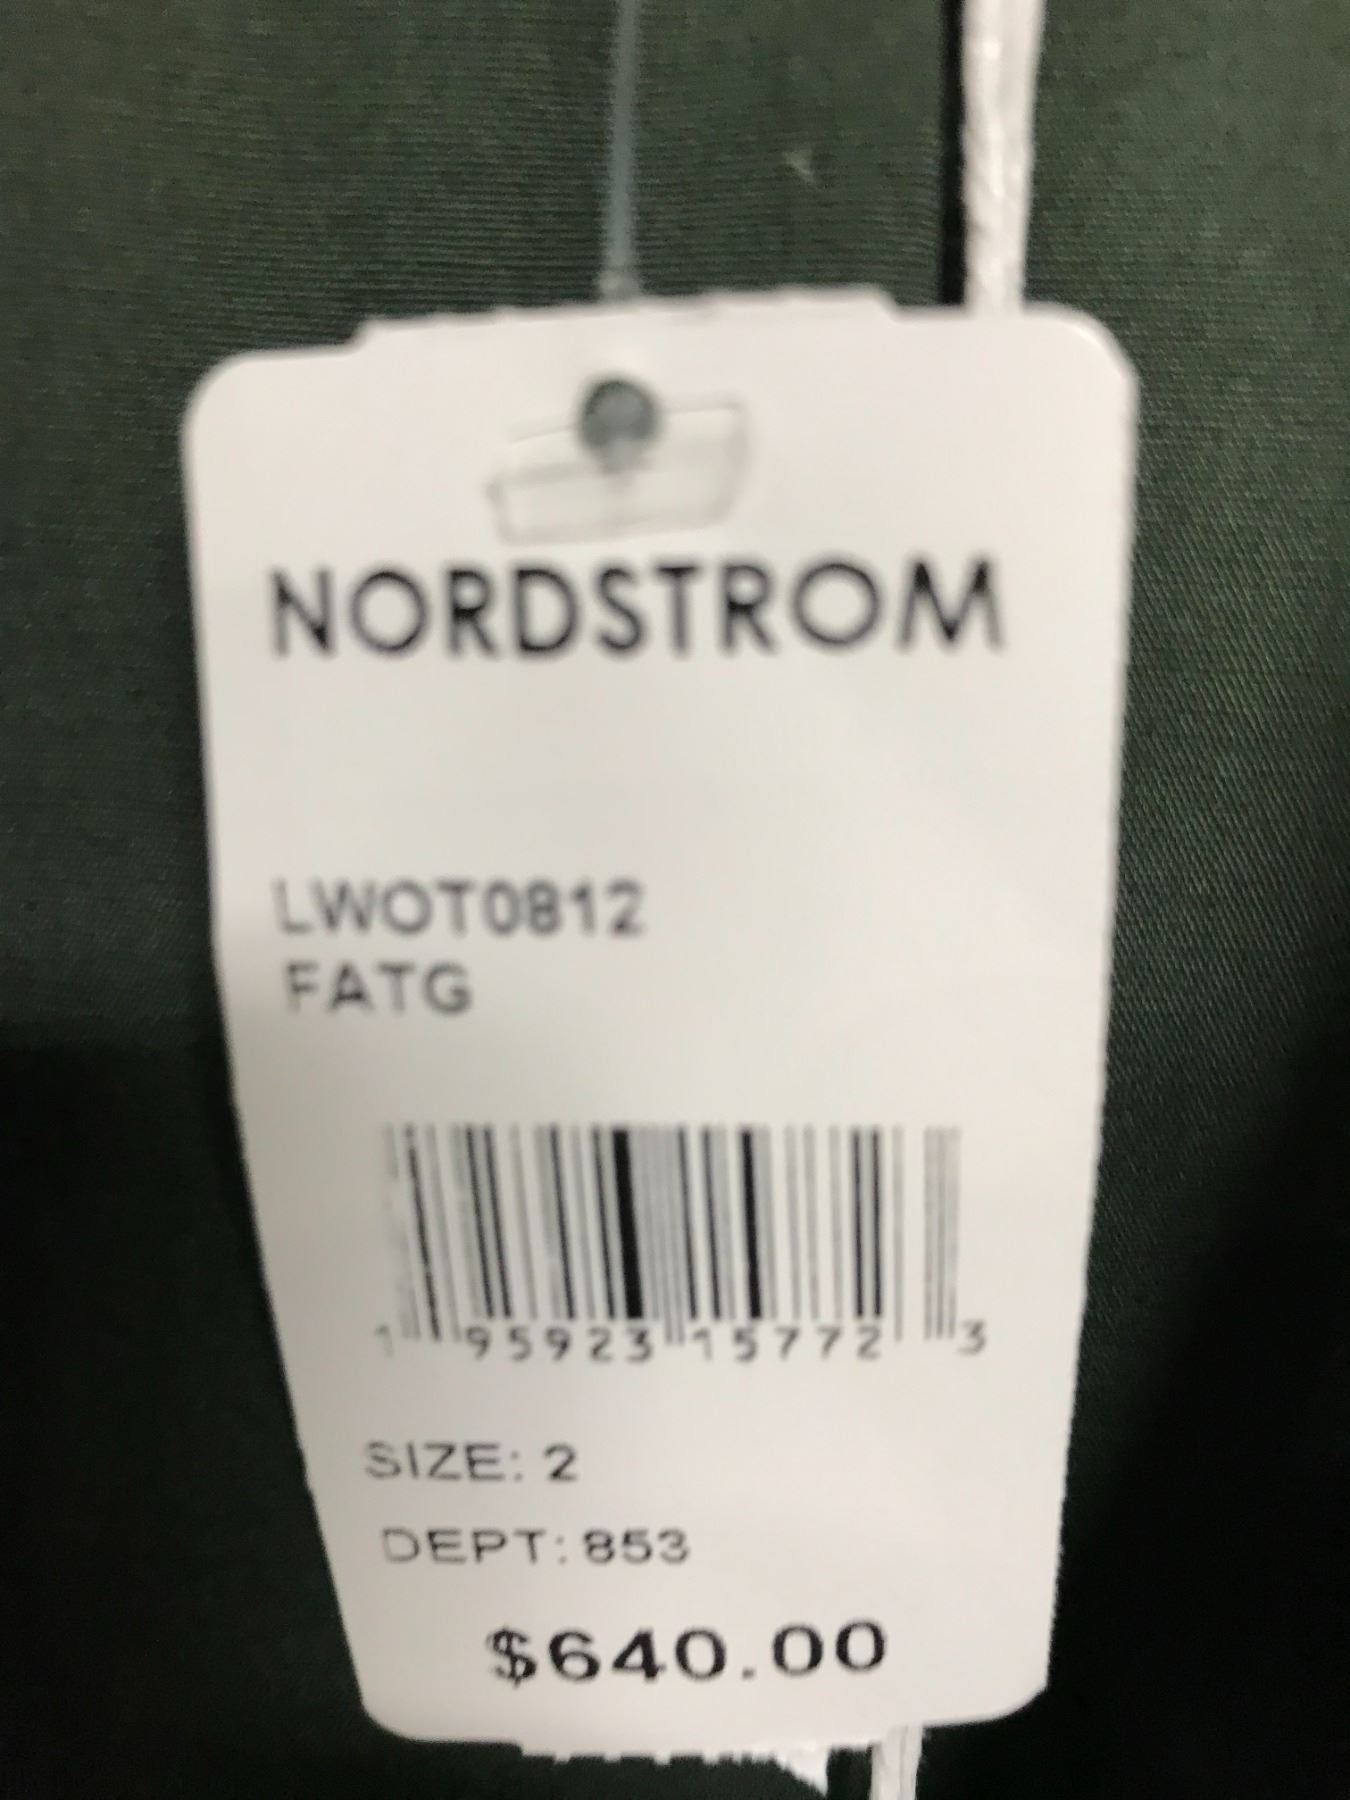 NORDSTROM
LWOT0812
FATG
1 95923 15772 3
SIZE: 2
DEPT: 853
$640.00